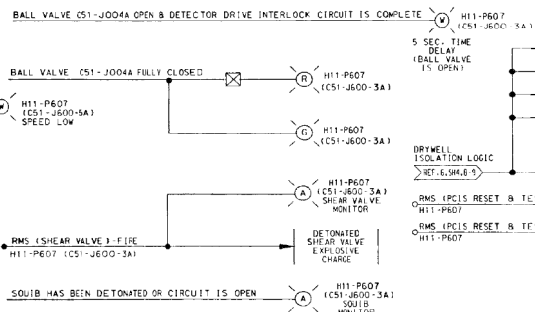 BALL VALVE C51-J004A OPEN & DETECTOR DRIVE INTERLOCK CIRCUIT IS COMPLETE
W
H11-P607
(C51-J600-3A)
5 SEC. TIME
DELAY
(BALL VALVE
IS OPEN)
BALL VALVE C51-J004A FULLY CLOSED
R
H11-P607
(C51-J600-3A)
W
H11-P607
(C51-J600-5A)
SPEED LOW
G
H11-P607
(C51-J600-3A)
DRYWELL
ISOLATION LOGIC
REF.6,SH4,B-9
A
H11-P607
(C51-J600-3A)
SHEAR VALVE
MONITOR
RMS (PCIS RESET & TE
H11-P607
RMS (SHEAR VALVE)-FIRE
H11-P607 (C51-J600-3A)
DETONATED
SHEAR VALVE
EXPLOSIVE
CHARGE
RMS (PCIS RESET & TE
H11-P607
SQUIB HAS BEEN DETONATED OR CIRCUIT IS OPEN
A
H11-P607
(C51-J600-3A)
SQUIB
MONITOR